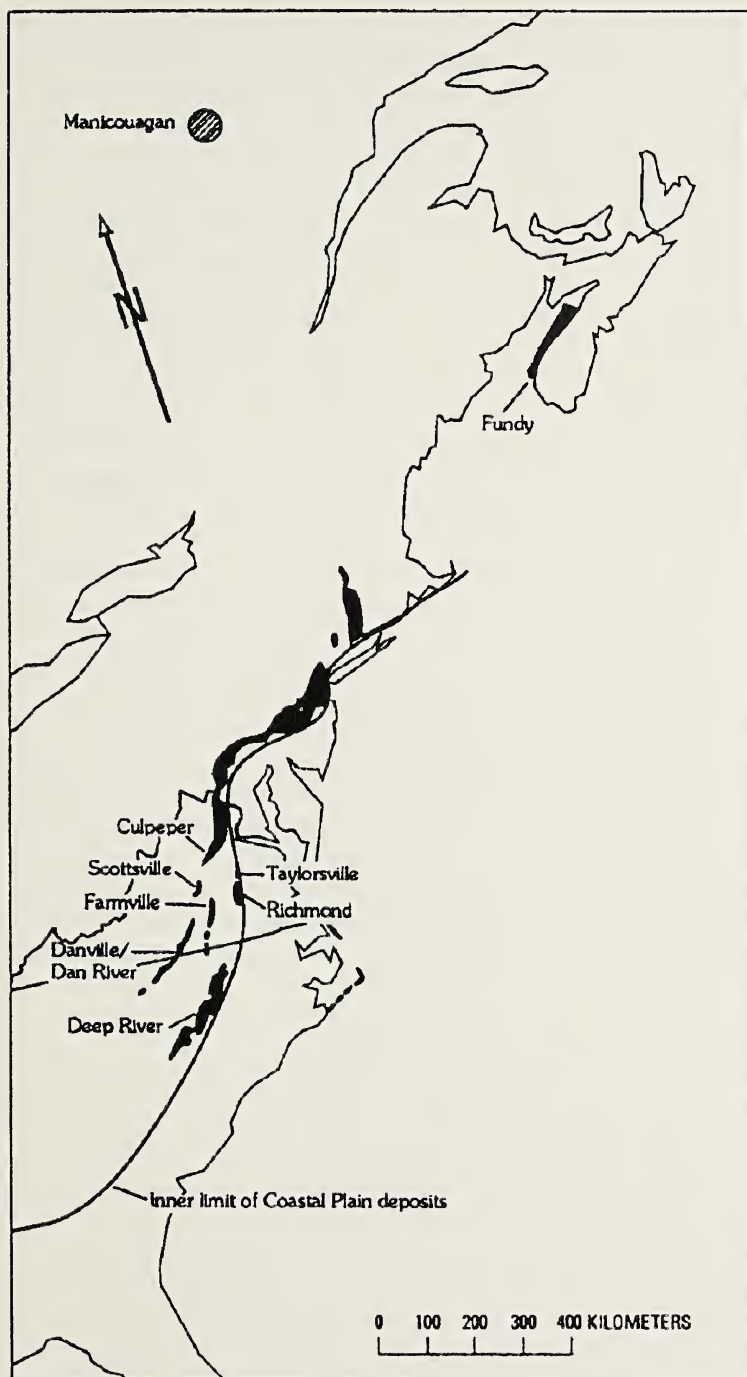 Manicouagan
N
Fundy
Culpeper
Scottsville
Taylorsville
Farmville
Richmond
Danville/
Dan River
Deep River
Inner limit of Coastal Plain deposits
0 100 200 300 400 KILOMETERS